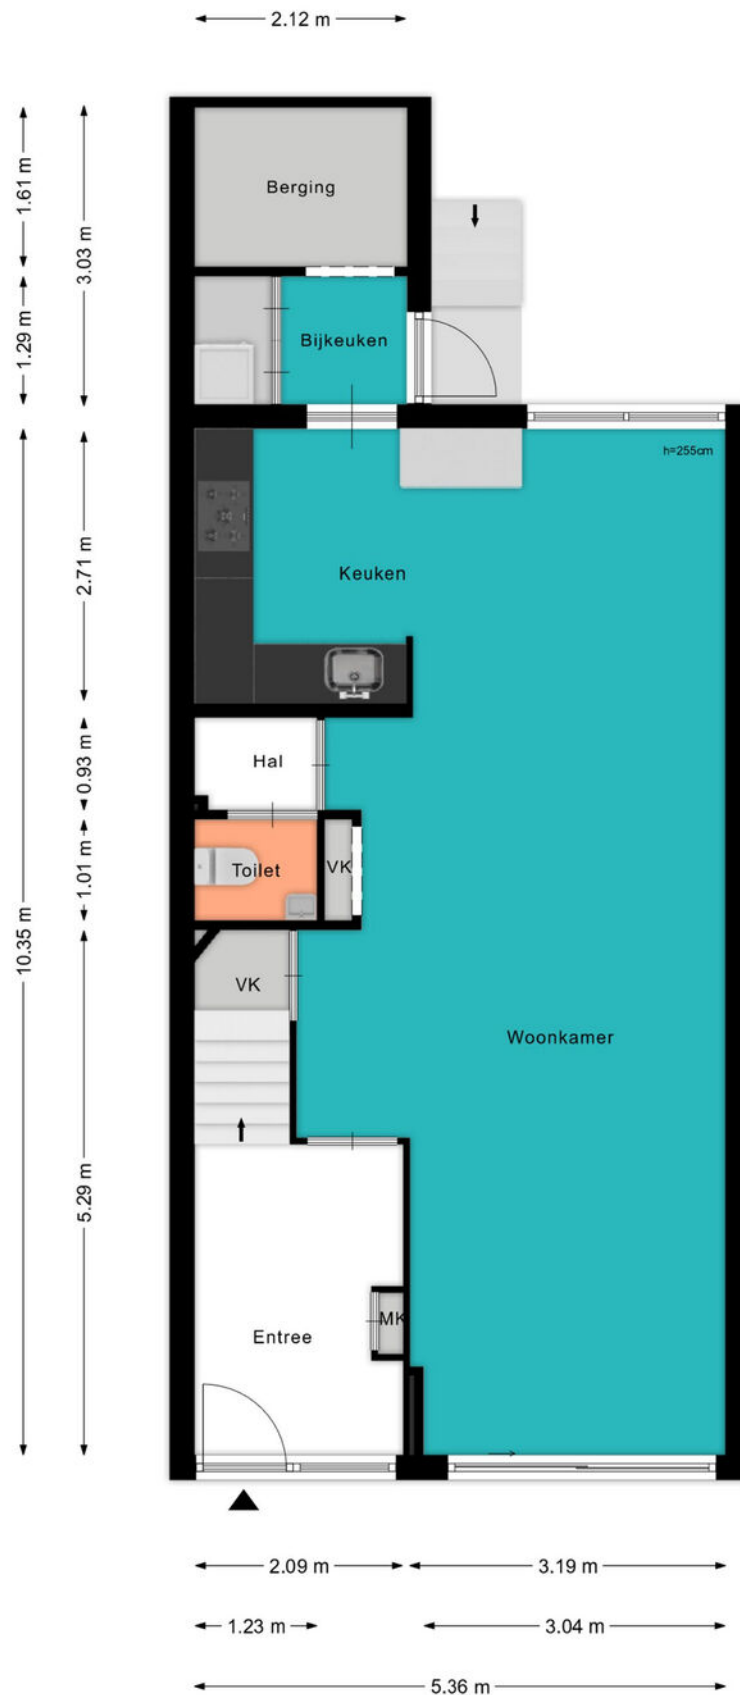 2.12 m
1.61 m
3.03 m
Berging
1.29 m
Bijkeuken
h=255cm
2.71 m
Keuken
0.93 m
Hal
1.01 m
Toilet
VK
10.35 m
VK
Woonkamer
5.29 m
MK
Entree
2.09 m
3.19 m
1.23 m
3.04 m
5.36 m